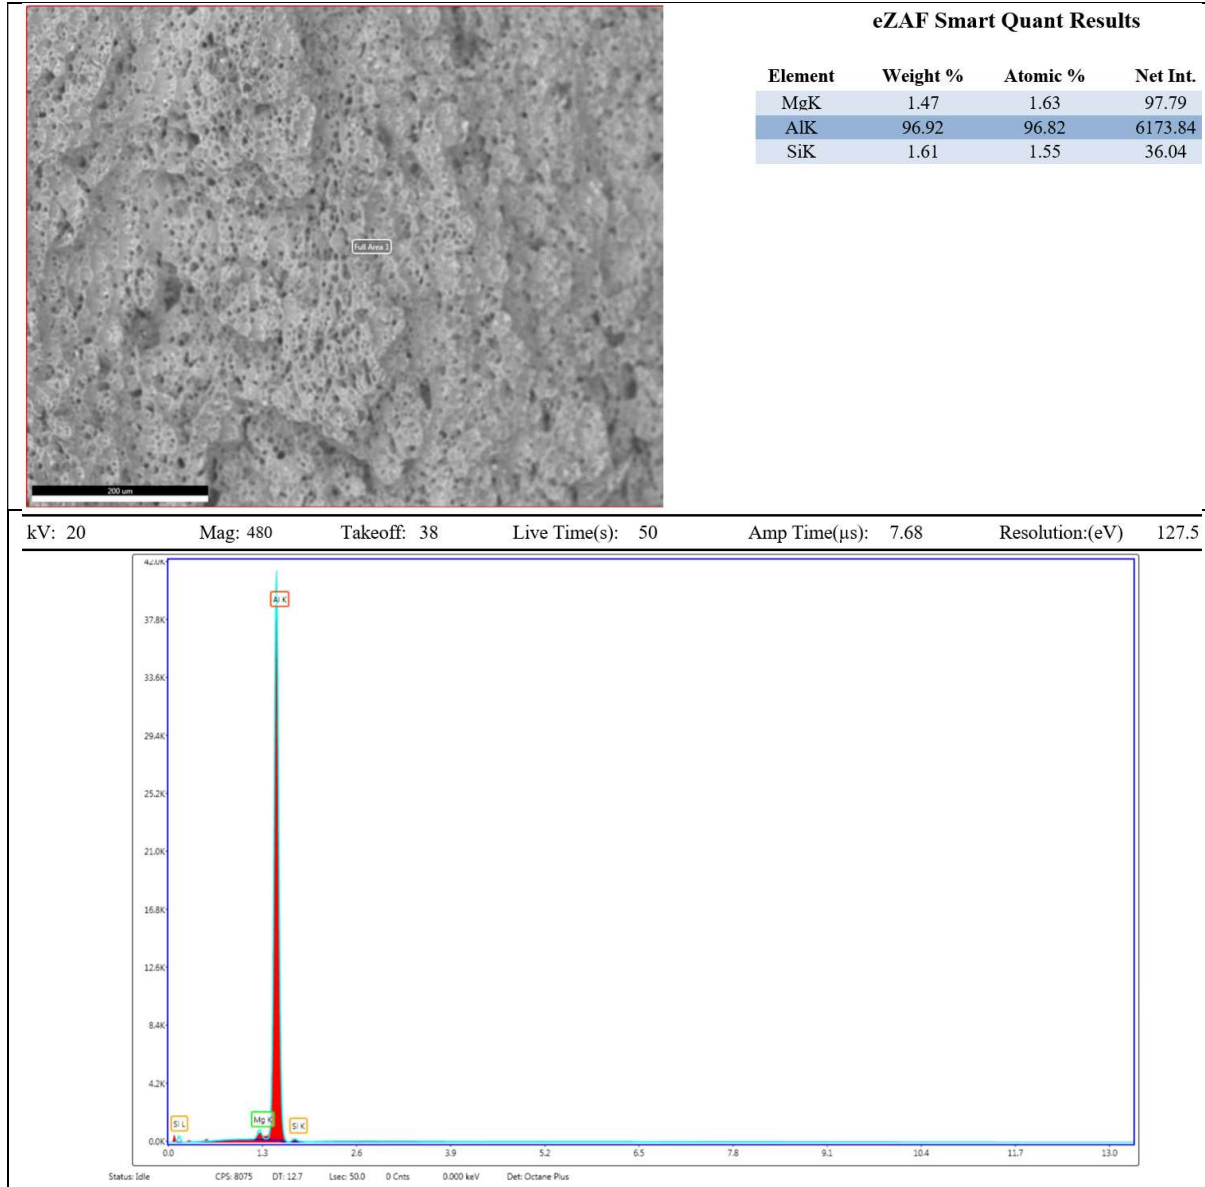 eZAF Smart Quant Results
Element Weight % Atomic % Net Int.
MgK 1.47 1.63 97.79
AlK 96.92 96.82 6173.84
SiK 1.61 1.55 36.04
Full Area 1
200 um
kV: 20 Mag: 480 Takeoff: 38 Live Time(s): 50 Amp Time(µs): 7.68 Resolution:(eV) 127.5
42.0K
Al K
37.8K
33.6K
29.4K
25.2K
21.0K
16.8K
12.6K
8.4K
4.2K
Si L Mg K Si K
0.0K
0.0 1.3 2.6 3.9 5.2 6.5 7.8 9.1 10.4 11.7 13.0
Status: Idle CPS: 8075 DT: 12.7 Lsec: 50.0 0 Cnts 0.000 keV Det: Octane Plus